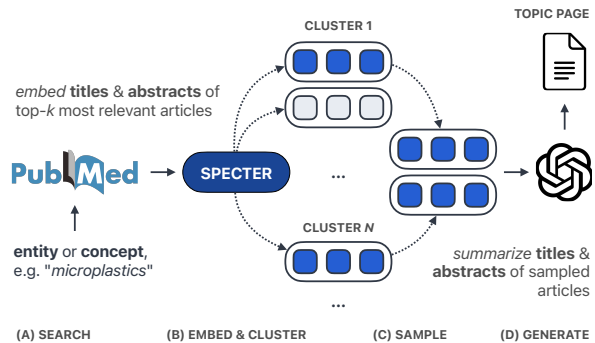 TOPIC PAGE
CLUSTER 1
embed titles & abstracts of
top-k most relevant articles
PubMed
SPECTER
...
entity or concept,
e.g. "microplastics"
CLUSTER N
...
summarize titles &
abstracts of sampled
articles
(A) SEARCH
(B) EMBED & CLUSTER
(C) SAMPLE
(D) GENERATE